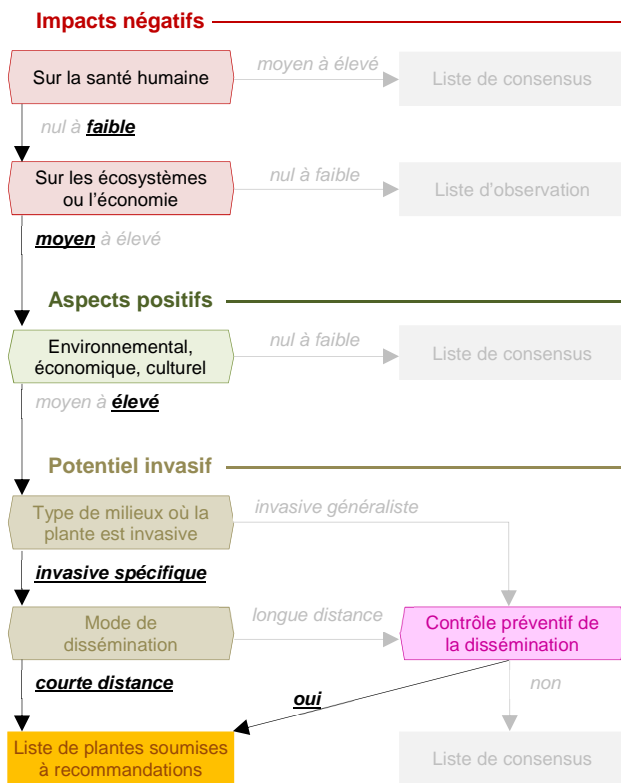 Impacts négatifs
Sur la santé humaine
moyen à élevé
Liste de consensus
nul à faible
Sur les écosystèmes
ou l'économie
nul à faible
Liste d'observation
moyen à élevé
Aspects positifs
Environnemental,
économique, culturel
nul à faible
Liste de consensus
moyen à élevé
Potentiel invasif
Type de milieux où la
plante est invasive
invasive généraliste
invasive spécifique
Mode de
dissémination
longue distance
Contrôle préventif de
la dissémination
courte distance
oui
non
Liste de plantes soumises
à recommandations
Liste de consensus